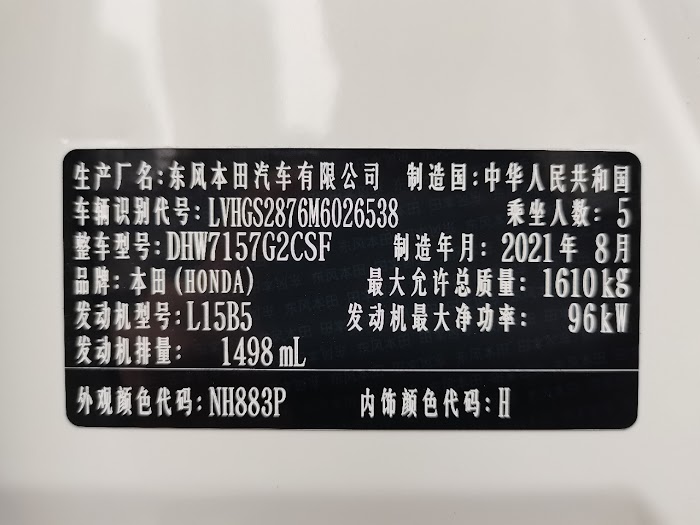 生产厂名:东风本田汽车有限公司 制造国:中华人民共和国
车辆识别代号:LVHGS2876M6026538 乘坐人数: 5
整车型号:DHW7157G2CSF 制造年月: 2021年 8月
品牌: 本田(HONDA) 最大允许总质量: 1610kg
发动机型号:L15B5 发动机最大净功率: 96kW
发动机排量: 1498mL
外观颜色代码:NH883P 内饰颜色代码:H